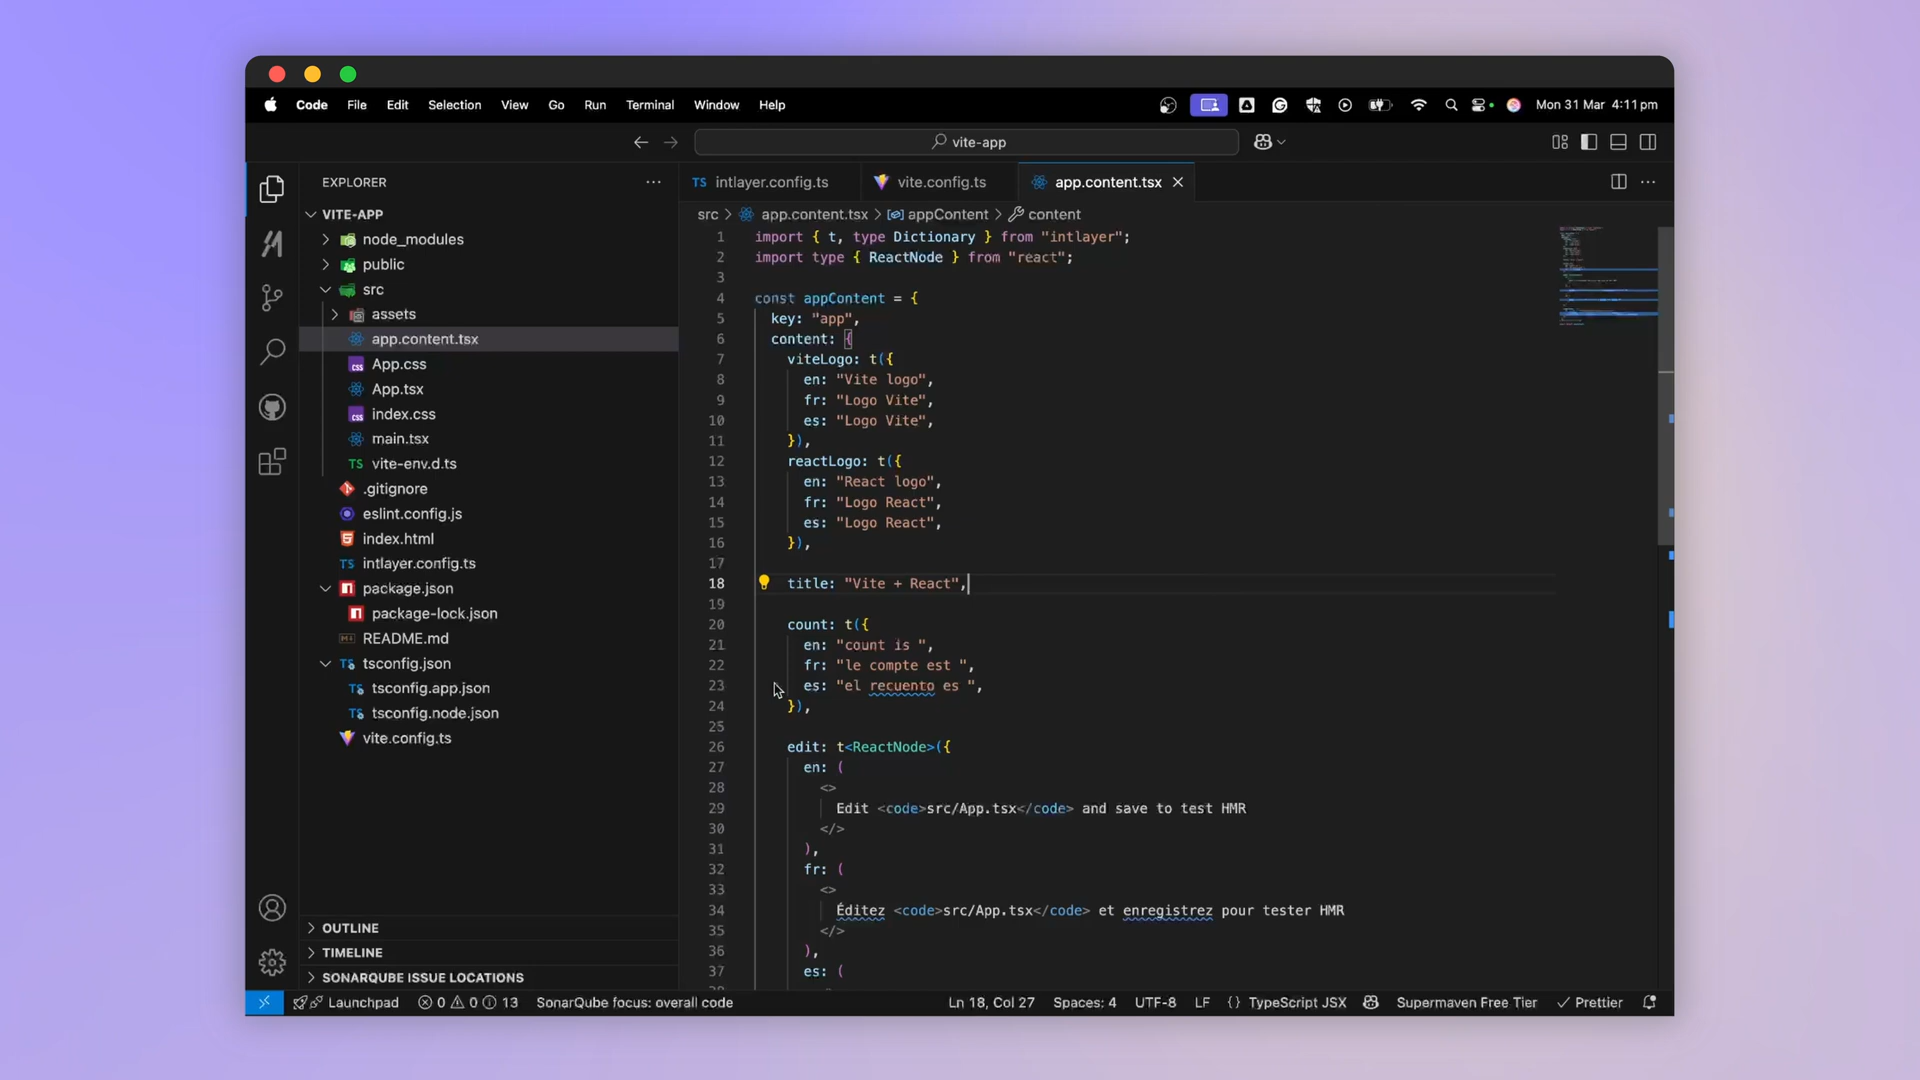 Code File Edit Selection View Go Run Terminal Window Help Mon 31 Mar 4:11 pm
vite-app
EXPLORER
VITE-APP
node_modules
public
src
assets
app.content.tsx
App.css
App.tsx
index.css
main.tsx
TS vite-env.d.ts
.gitignore
eslint.config.js
index.html
TS intlayer.config.ts
package.json
package-lock.json
README.md
TS tsconfig.json
TS tsconfig.app.json
TS tsconfig.node.json
vite.config.ts
OUTLINE
TIMELINE
SONARQUBE ISSUE LOCATIONS
TS intlayer.config.ts vite.config.ts app.content.tsx
src > app.content.tsx > appContent > content
1 import { t, type Dictionary } from "intlayer";
2 import type { ReactNode } from "react";
3
4 const appContent = {
5 key: "app",
6 content: {
7 viteLogo: t({
8 en: "Vite logo",
9 fr: "Logo Vite",
10 es: "Logo Vite",
11 }),
12 reactLogo: t({
13 en: "React logo",
14 fr: "Logo React",
15 es: "Logo React",
16 }),
17
18 title: "Vite + React",
19
20 count: t({
21 en: "count is ",
22 fr: "le compte est ",
23 es: "el recuento es ",
24 }),
25
26 edit: t<ReactNode>({
27 en: (
28 <>
29 Edit <code>src/App.tsx</code> and save to test HMR
30 </>
31 ),
32 fr: (
33 <>
34 Éditez <code>src/App.tsx</code> et enregistrez pour tester HMR
35 </>
36 ),
37 es: (
Launchpad 0 0 13 SonarQube focus: overall code Ln 18, Col 27 Spaces: 4 UTF-8 LF {} TypeScript JSX Supermaven Free Tier Prettier